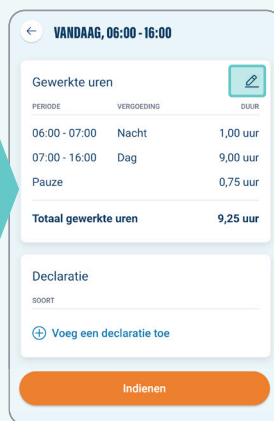 VANDAAG, 06:00 - 16:00
Gewerkte uren
PERIODE VERGOEDING DUUR
06:00 - 07:00 Nacht 1,00 uur
07:00 - 16:00 Dag 9,00 uur
Pauze 0,75 uur
Totaal gewerkte uren 9,25 uur
Declaratie
SOORT
Voeg een declaratie toe
Indienen